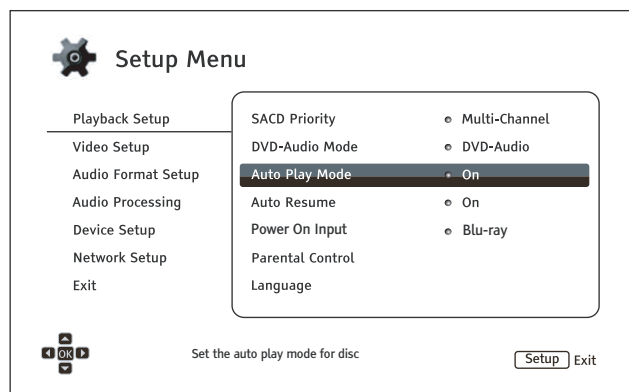 Setup Menu
Playback Setup
Video Setup
Audio Format Setup
Audio Processing
Device Setup
Network Setup
Exit
SACD Priority Multi-Channel
DVD-Audio Mode DVD-Audio
Auto Play Mode On
Auto Resume On
Power On Input Blu-ray
Parental Control
Language
OK
Set the auto play mode for disc
Setup Exit